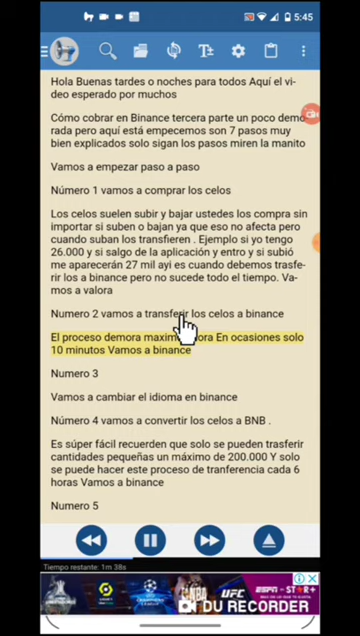 5:45
Hola Buenas tardes o noches para todos Aquí el vi-
deo esperado por muchos
Cómo cobrar en Binance tercera parte un poco demo
rada pero aquí está empecemos son 7 pasos muy
bien explicados solo sigan los pasos miren la manito
Vamos a empezar paso a paso
Número 1 vamos a comprar los celos
Los celos suelen subir y bajar ustedes los compra sin
importar si suben o bajan ya que eso no afecta pero
cuando suban los transfieren . Ejemplo si yo tengo
26.000 y si salgo de la aplicación y entro y si subió
me aparecerán 27 mil ayi es cuando debemos trasfe-
rir los a binance pero no sucede todo el tiempo. Va-
mos a valora
Numero 2 vamos a transferir los celos a binance
El proceso demora maximo ora En ocasiones solo
10 minutos Vamos a binance
Numero 3
Vamos a cambiar el idioma en binance
Número 4 vamos a convertir los celos a BNB .
Es súper fácil recuerden que solo se pueden trasferir
cantidades pequeñas un máximo de 200.000 Y solo
se puede hacer este proceso de tranferencia cada 6
horas Vamos a binance
Numero 5
Tiempo restante: 1m 38s
NBA UFC ESPN STAR+
DU RECORDER